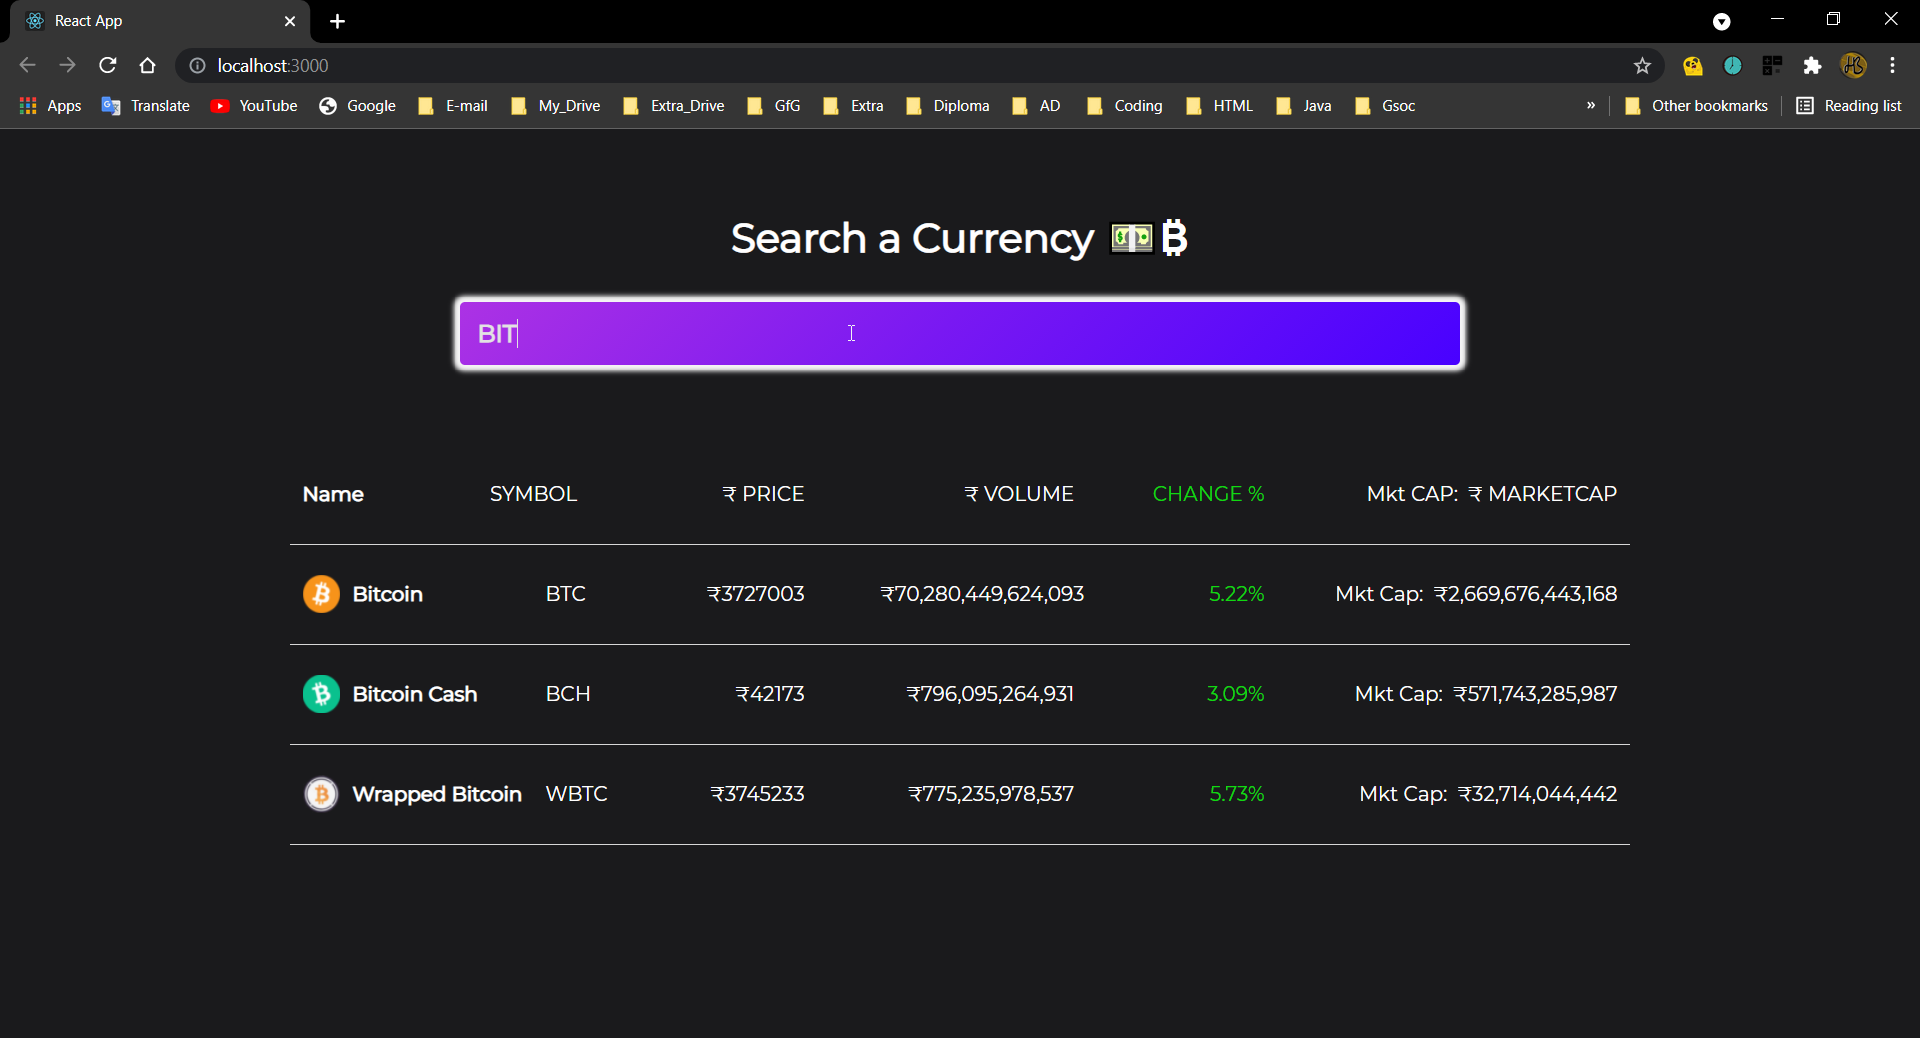 React App
localhost:3000
Apps Translate YouTube Google E-mail My_Drive Extra_Drive GfG Extra Diploma AD Coding HTML Java Gsoc » Other bookmarks Reading list
Search a Currency 💵₿
BIT
Name SYMBOL ₹ PRICE ₹ VOLUME CHANGE % Mkt CAP: ₹ MARKETCAP
Bitcoin BTC ₹3727003 ₹70,280,449,624,093 5.22% Mkt Cap: ₹2,669,676,443,168
Bitcoin Cash BCH ₹42173 ₹796,095,264,931 3.09% Mkt Cap: ₹571,743,285,987
Wrapped Bitcoin WBTC ₹3745233 ₹775,235,978,537 5.73% Mkt Cap: ₹32,714,044,442